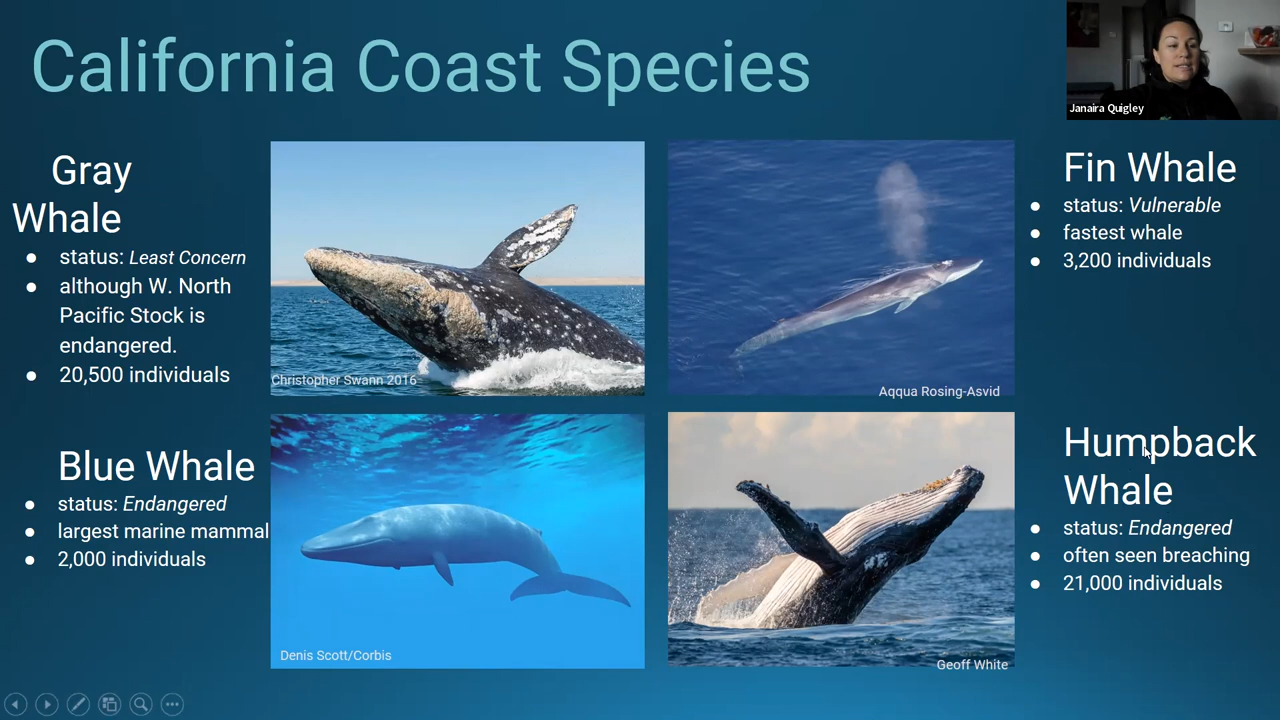 California Coast Species
Janaira Quigley
Gray
Whale
● status: Least Concern
● although W. North
Pacific Stock is
endangered.
● 20,500 individuals
Christopher Swann 2016
Aqqua Rosing-Asvid
Fin Whale
● status: Vulnerable
● fastest whale
● 3,200 individuals
Blue Whale
● status: Endangered
● largest marine mammal
● 2,000 individuals
Denis Scott/Corbis
Geoff White
Humpback
Whale
● status: Endangered
● often seen breaching
● 21,000 individuals